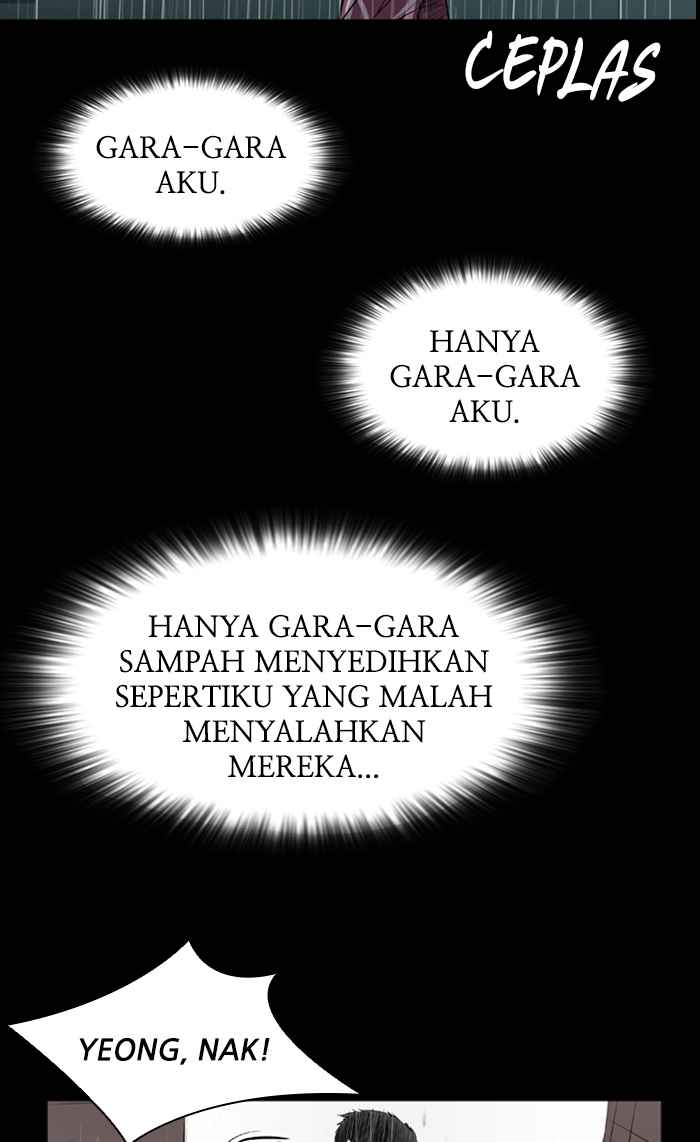 CEPLAS
GARA-GARA
AKU.
HANYA
GARA-GARA
AKU.
HANYA GARA-GARA
SAMPAH MENYEDIHKAN
SEPERTIKU YANG MALAH
MENYALAHKAN
MEREKA...
YEONG, NAK!